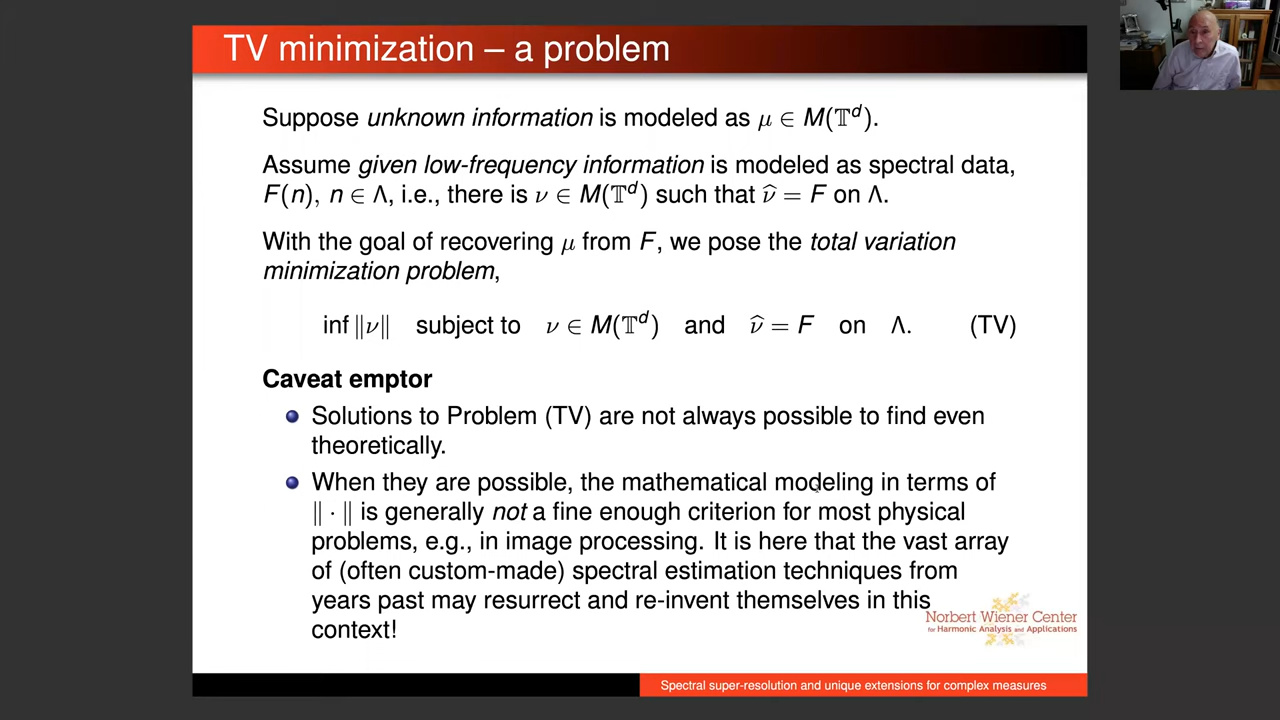 TV minimization – a problem
Suppose unknown information is modeled as μ ∈ M(𝕋ᵈ).
Assume given low-frequency information is modeled as spectral data,
F(n), n ∈ Λ, i.e., there is ν ∈ M(𝕋ᵈ) such that ν̂ = F on Λ.
With the goal of recovering μ from F, we pose the total variation
minimization problem,
inf ‖ν‖ subject to ν ∈ M(𝕋ᵈ) and ν̂ = F on Λ. (TV)
Caveat emptor
Solutions to Problem (TV) are not always possible to find even
theoretically.
When they are possible, the mathematical modeling in terms of
‖ · ‖ is generally not a fine enough criterion for most physical
problems, e.g., in image processing. It is here that the vast array
of (often custom-made) spectral estimation techniques from
years past may resurrect and re-invent themselves in this
context!
Norbert Wiener Center
for Harmonic Analysis and Applications
Spectral super-resolution and unique extensions for complex measures